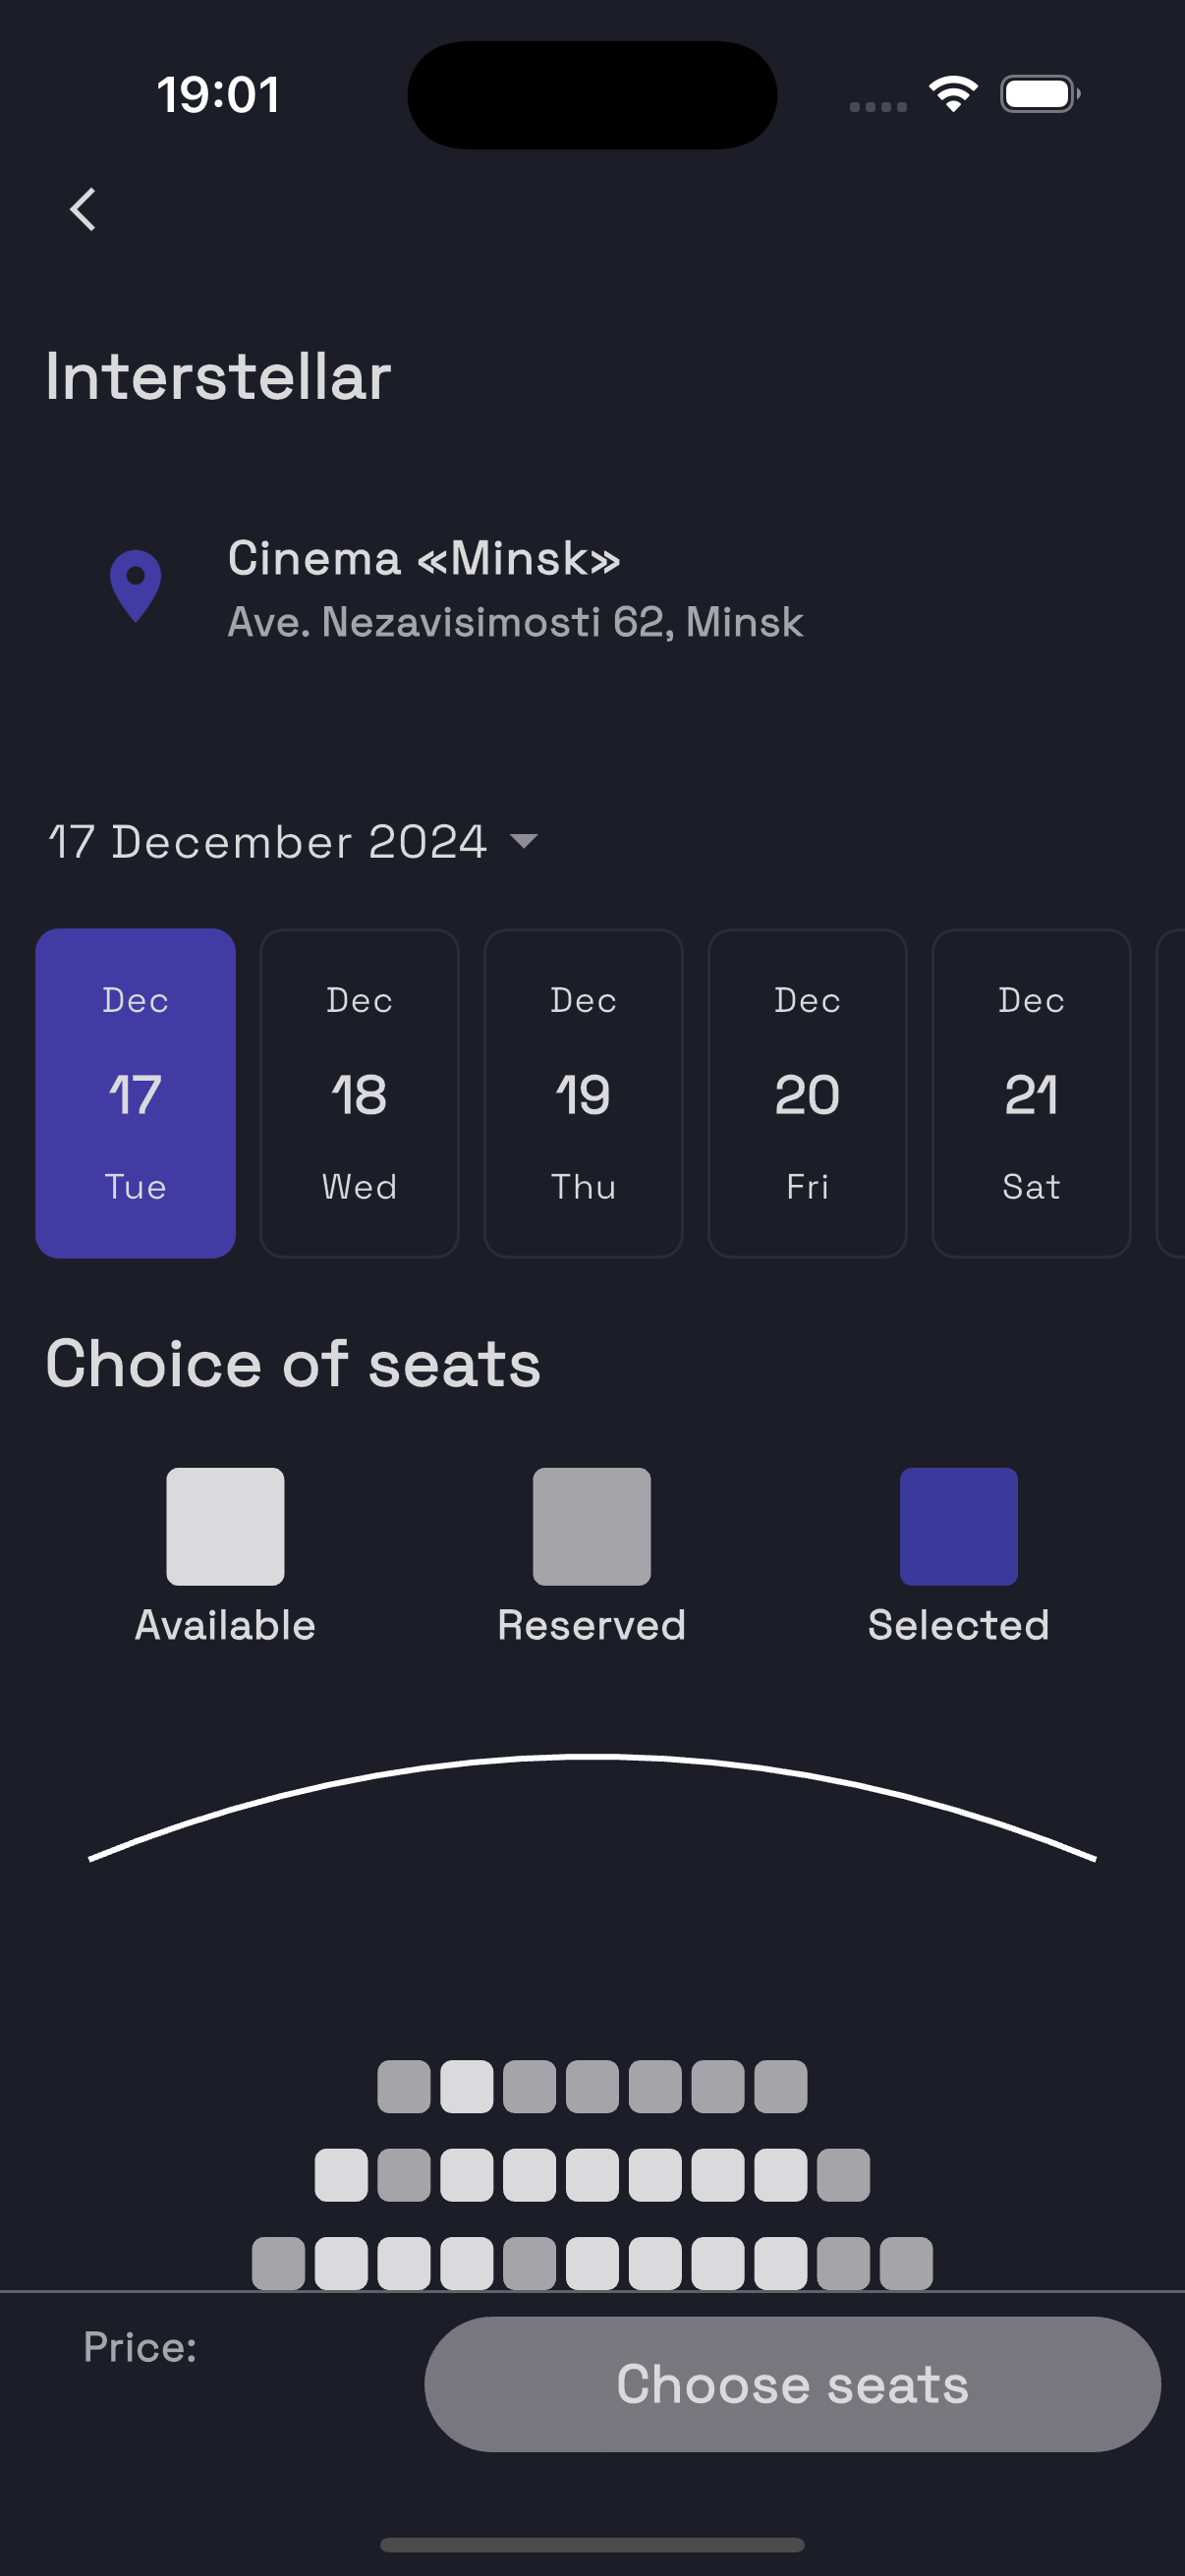 19:01
Interstellar
Cinema «Minsk»
Ave. Nezavisimosti 62, Minsk
17 December 2024
Dec Dec Dec Dec Dec
17 18 19 20 21
Tue Wed Thu Fri Sat
Choice of seats
Available Reserved Selected
Price:
Choose seats